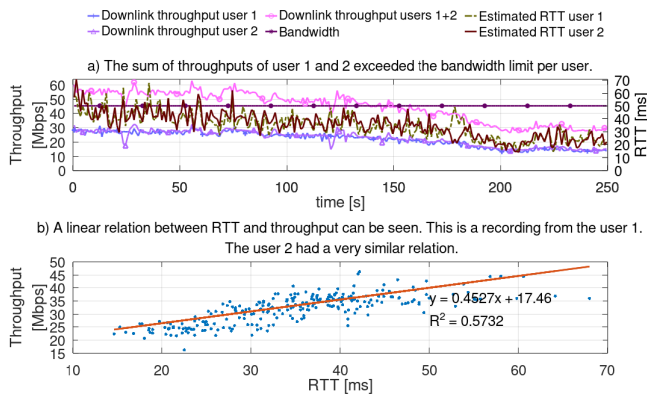 Downlink throughput user 1
Downlink throughput users 1+2
Estimated RTT user 1
Downlink throughput user 2
Bandwidth
Estimated RTT user 2
a) The sum of throughputs of user 1 and 2 exceeded the bandwidth limit per user.
Throughput
[Mbps]
60
50
40
30
20
10
0
70
60
50
40
30
20
10
0
RTT [ms]
0
50
100
150
200
250
time [s]
b) A linear relation between RTT and throughput can be seen. This is a recording from the user 1.
The user 2 had a very similar relation.
Throughput
[Mbps]
50
45
40
35
30
25
20
15
y = 0.4527x + 17.46
R² = 0.5732
10
20
30
40
50
60
70
RTT [ms]